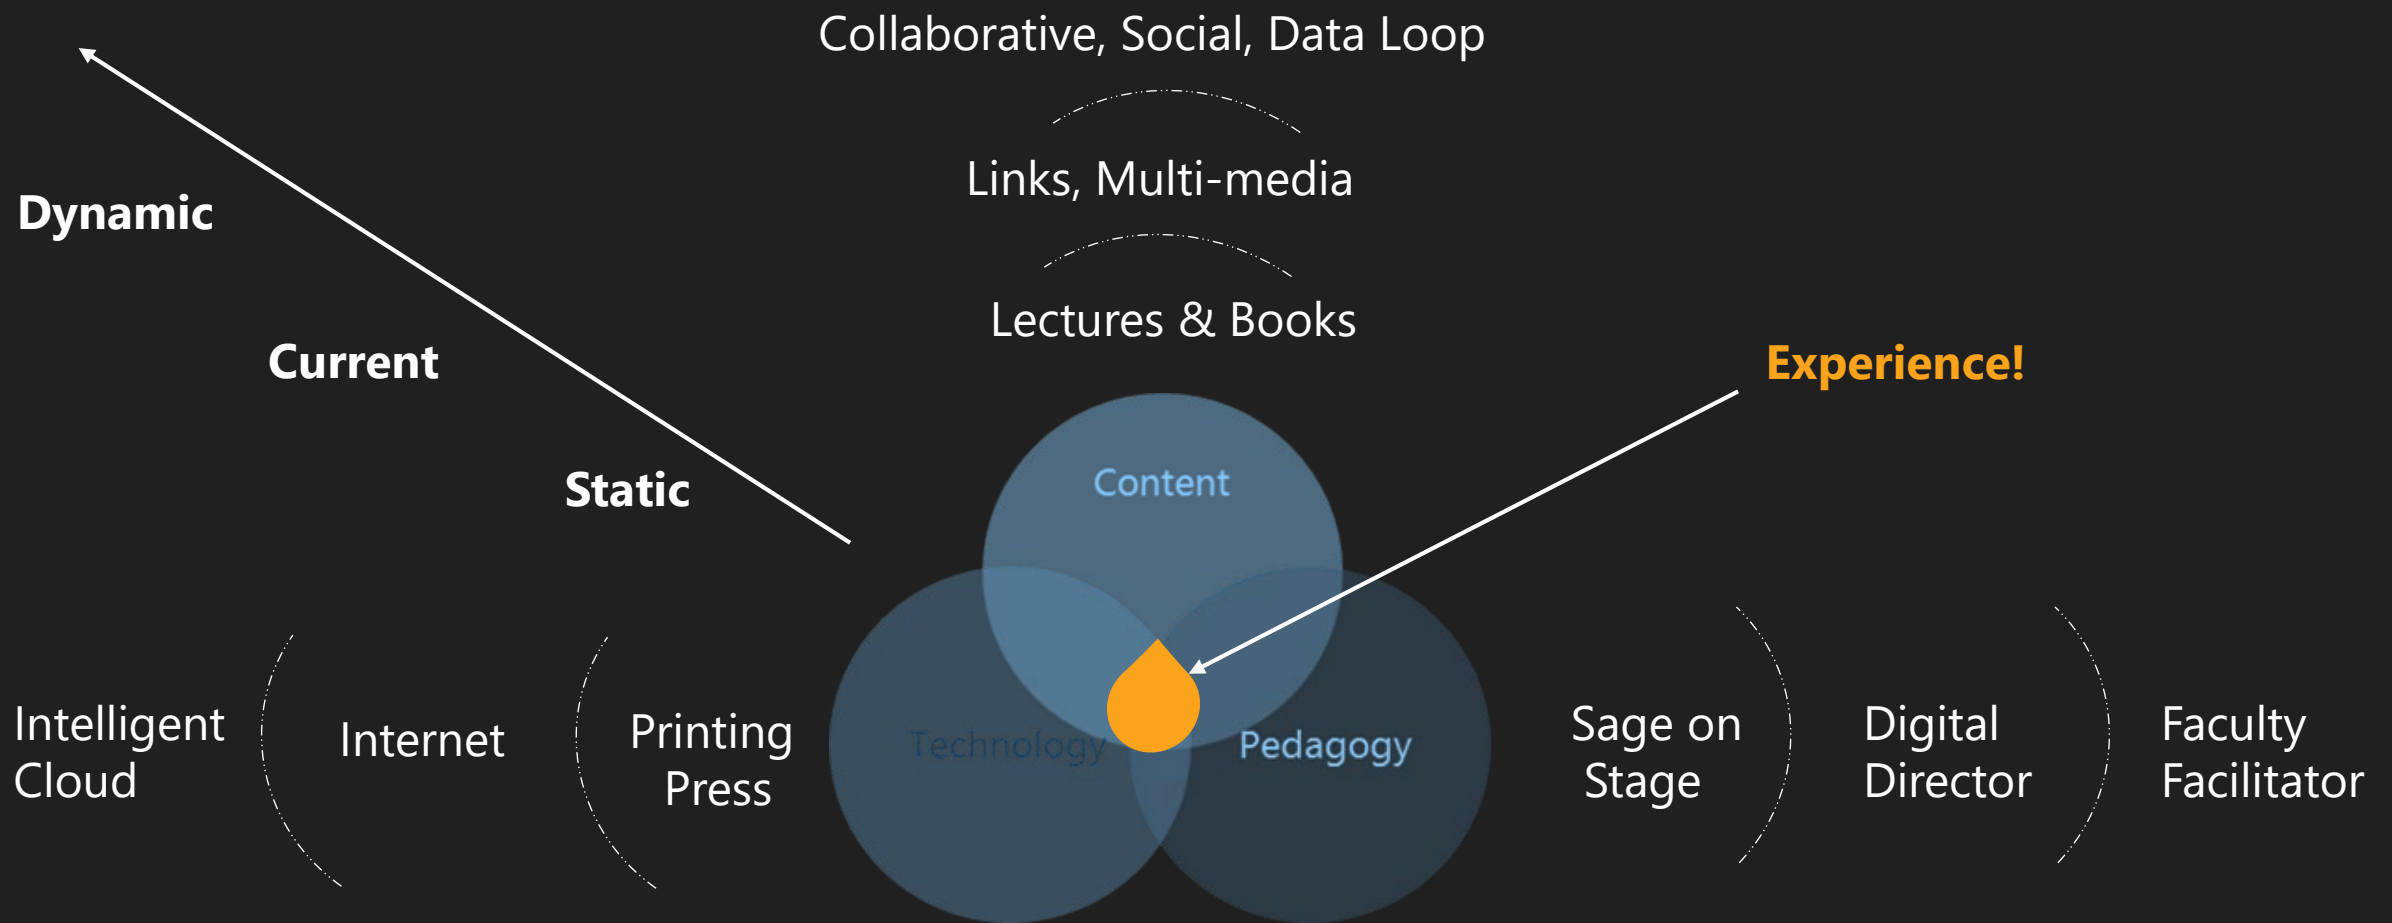 Collaborative, Social, Data Loop
Links, Multi-media
Dynamic
Lectures & Books
Current
Experience!
Static
Content
Intelligent
Cloud
Internet
Printing
Press
Technology
Pedagogy
Sage on
Stage
Digital
Director
Faculty
Facilitator